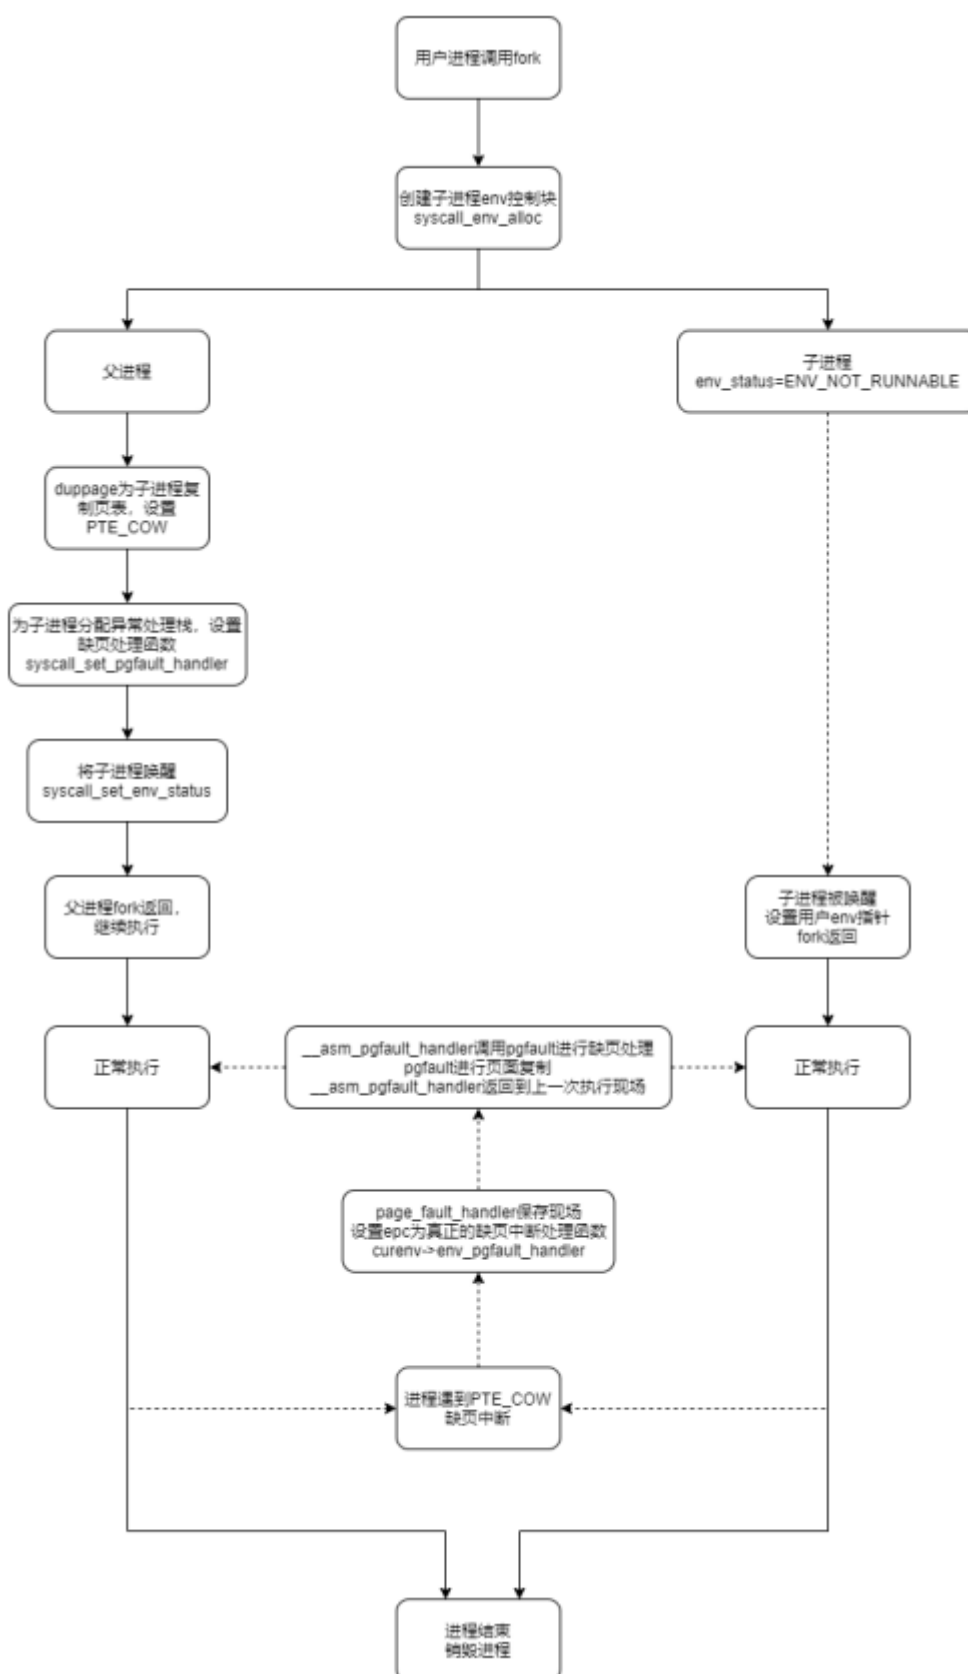 用户进程调用fork
创建子进程env控制块
syscall_env_alloc
父进程
子进程
env_status=ENV_NOT_RUNNABLE
duppage为子进程复
制页表，设置
PTE_COW
为子进程分配异常处理栈，设置
缺页处理函数
syscall_set_pgfault_handler
将子进程唤醒
syscall_set_env_status
父进程fork返回，
继续执行
子进程被唤醒
设置用户env指针
fork返回
正常执行
__asm_pgfault_handler调用pgfault进行缺页处理
pgfault进行页面复制
__asm_pgfault_handler返回到上一次执行现场
正常执行
page_fault_handler保存现场
设置epc为真正的缺页中断处理函数
curenv->env_pgfault_handler
进程遇到PTE_COW
缺页中断
进程结束
销毁进程